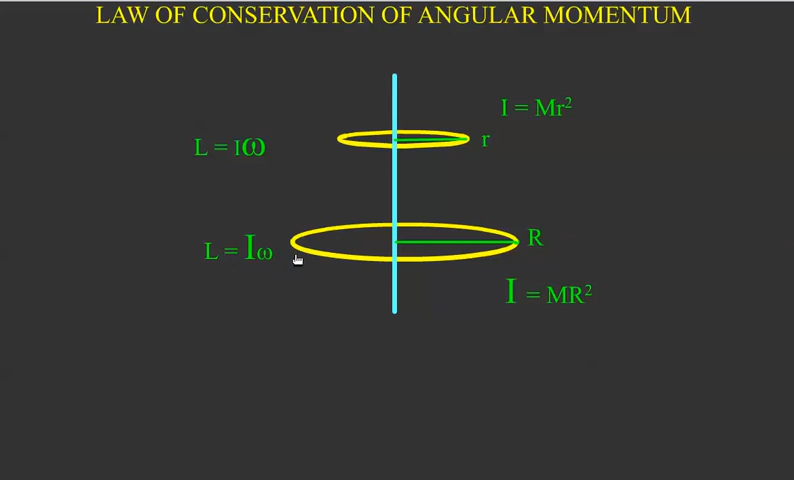 LAW OF CONSERVATION OF ANGULAR MOMENTUM
I = Mr²
L = Iω
r
R
L = Iω
I = MR²